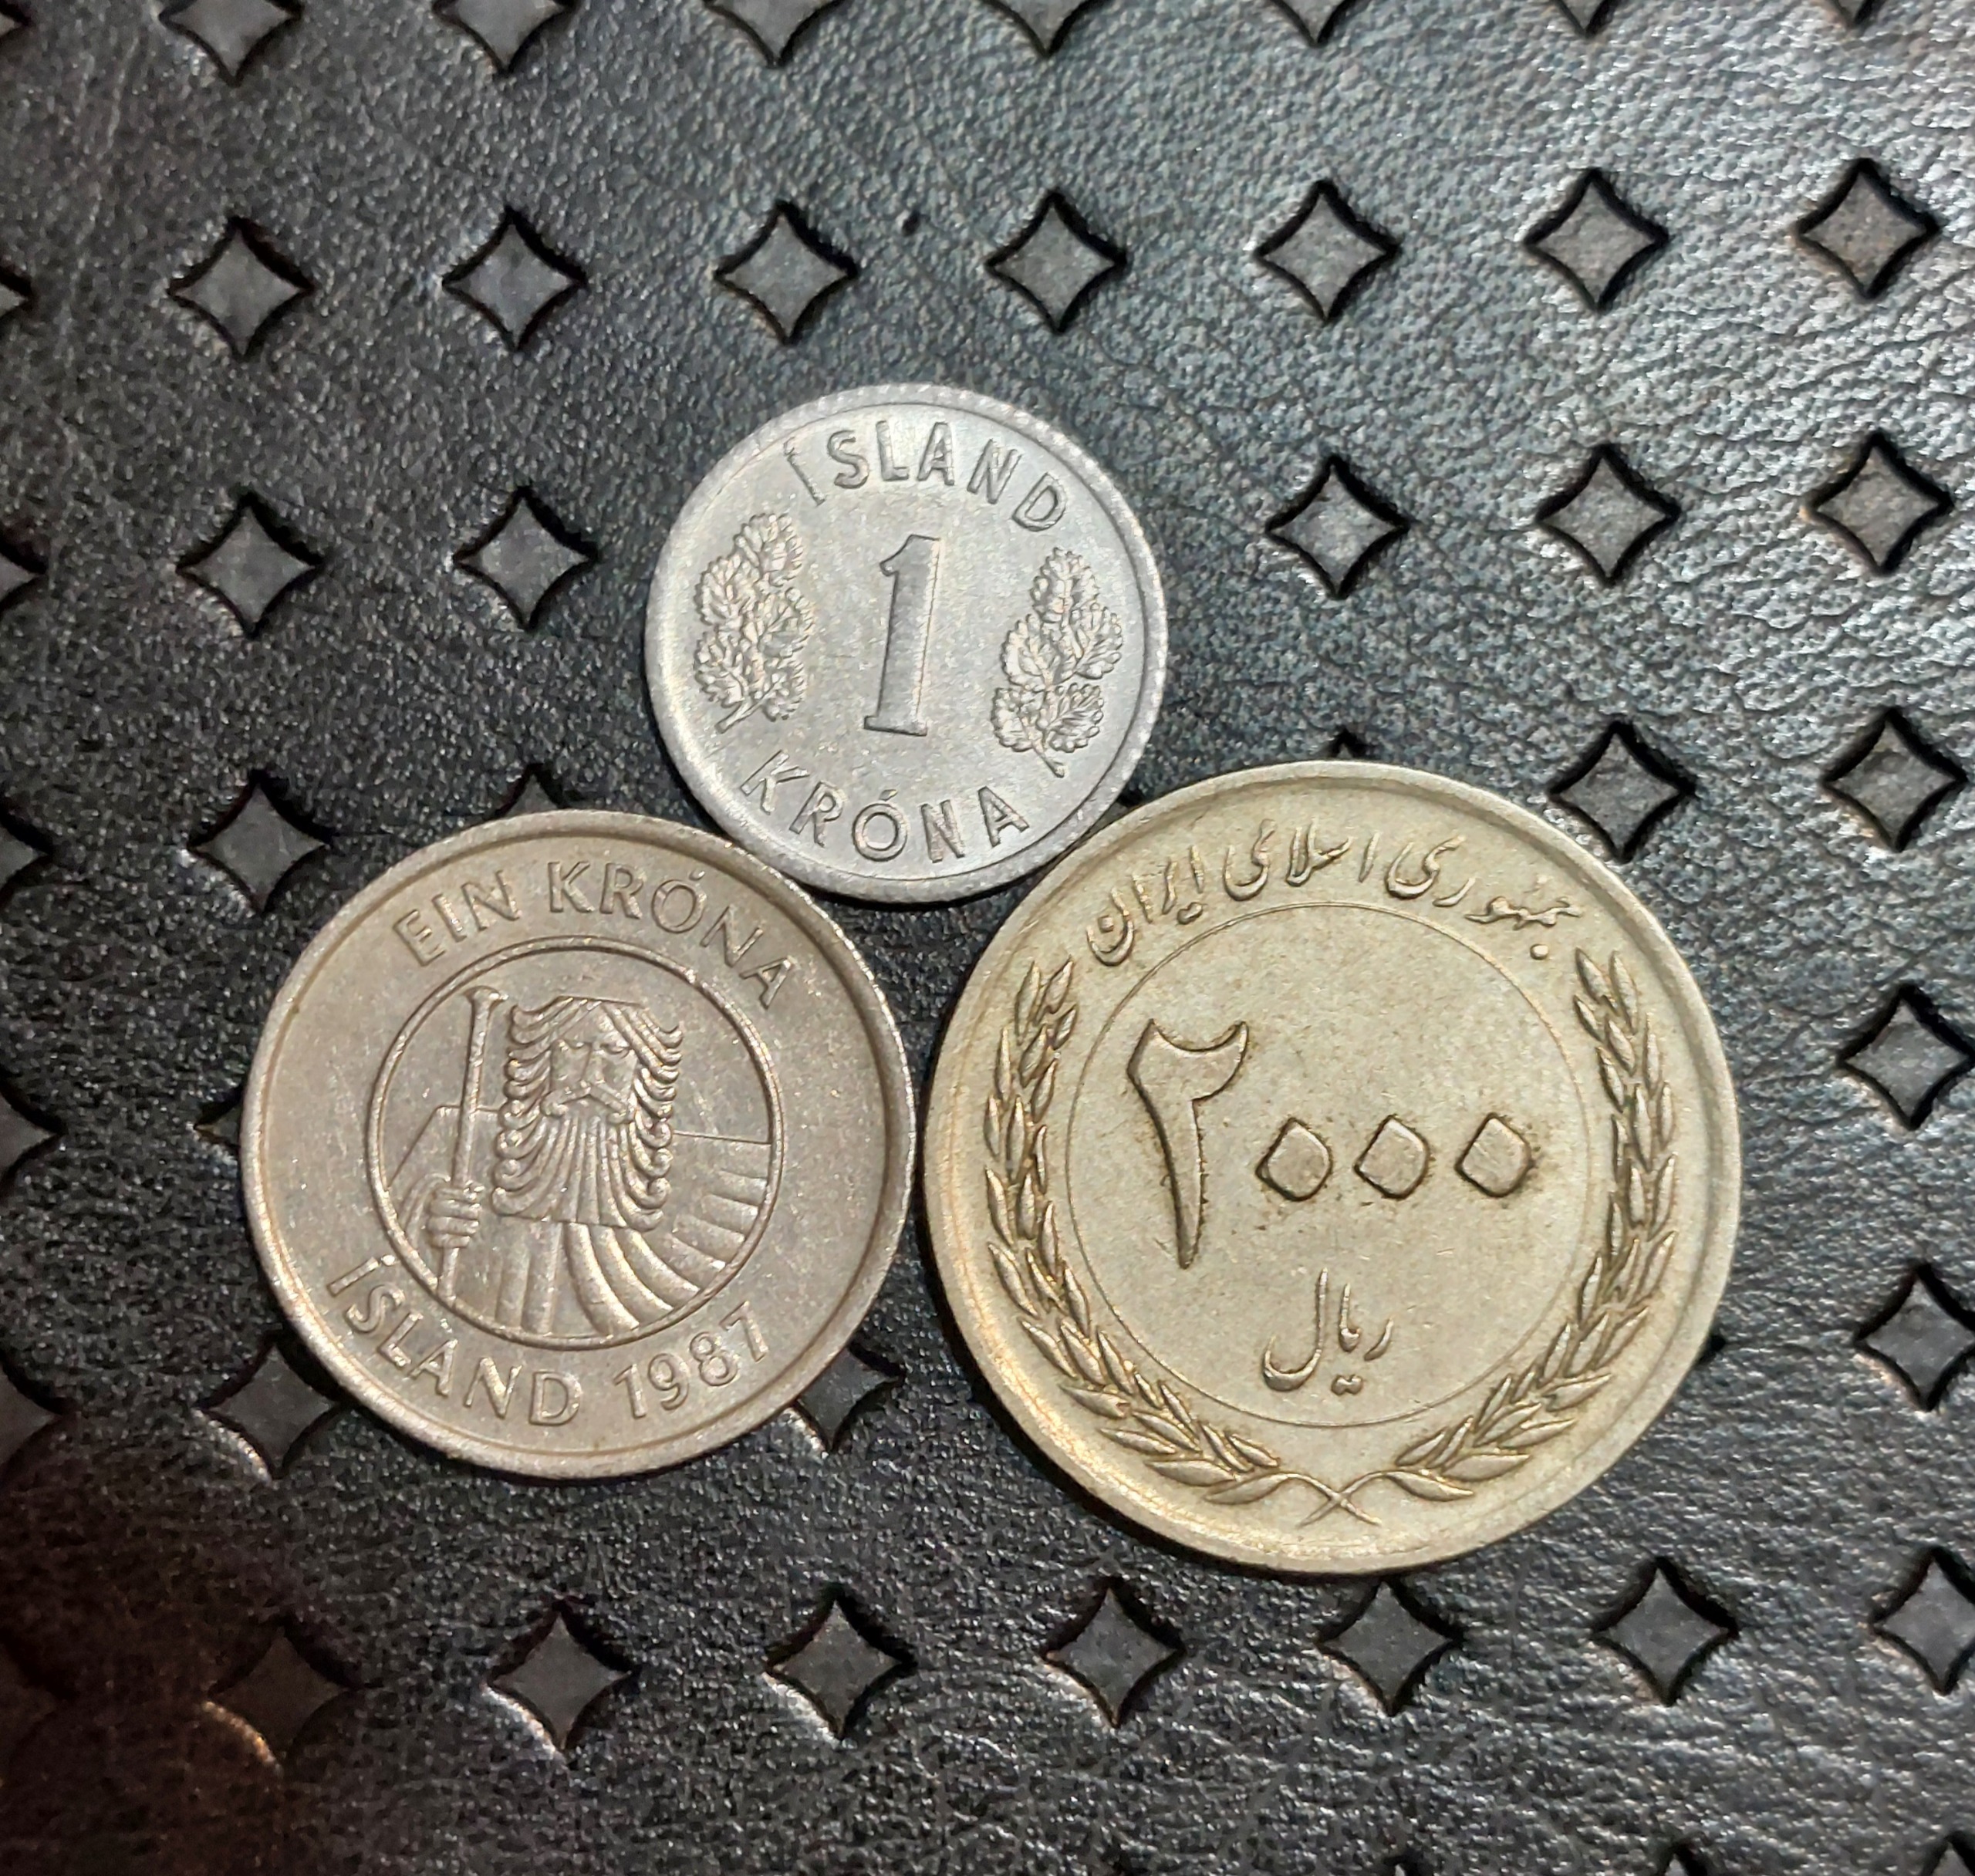 ÍSLAND
1
KRÓNA
EIN KRÓNA
ÍSLAND 1987
جمهوری اسلامی ایران
۲۰۰۰
ریال